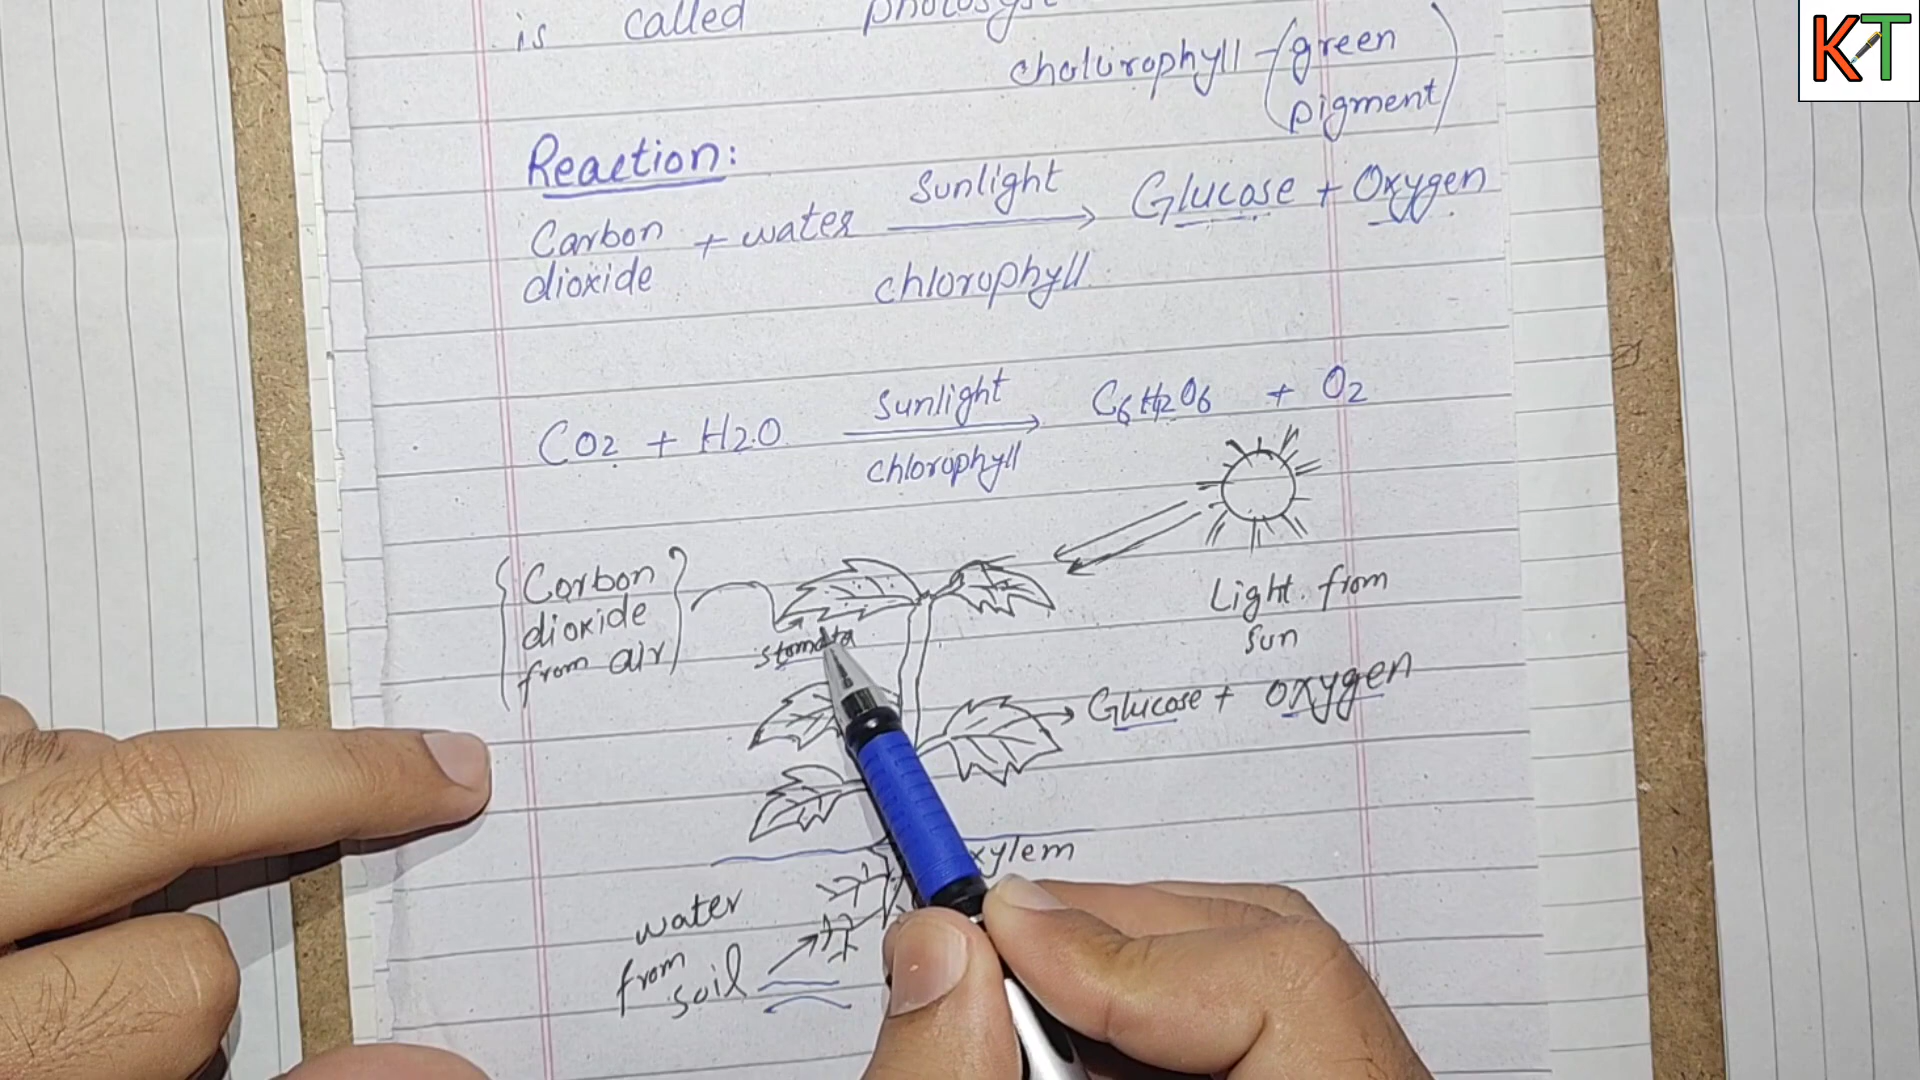 is called
chalurophyll - (green
pigment)
Reaction:
Carbon dioxide + water Sunlight chlorophyll Glucose + Oxygen
CO2 + H2O Sunlight chlorophyll C6H12O6 + O2
{Carbon
dioxide
from air}
stomata
Light from
sun
Glucose + oxygen
xylem
water
from
soil
KT